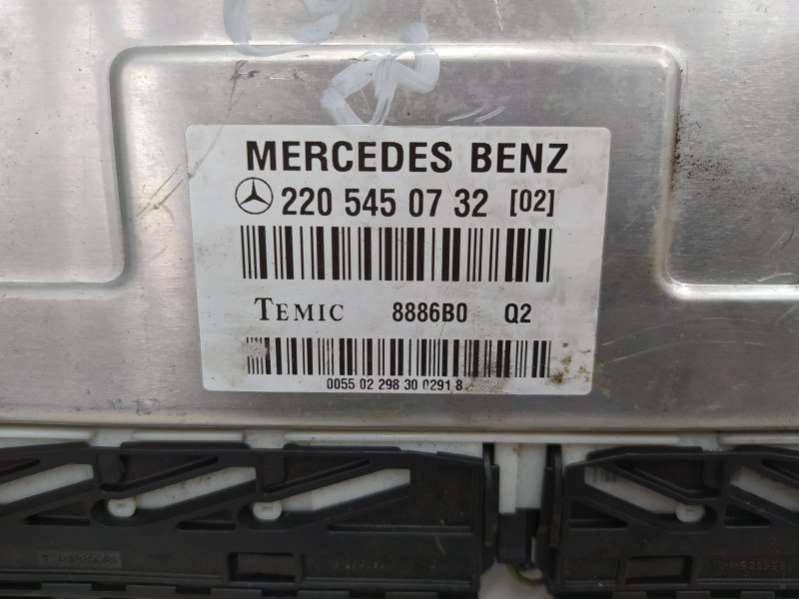 MERCEDES BENZ
220 545 07 32 [02]
TEMIC 8886B0 Q2
0055 02 298 30 0291 8